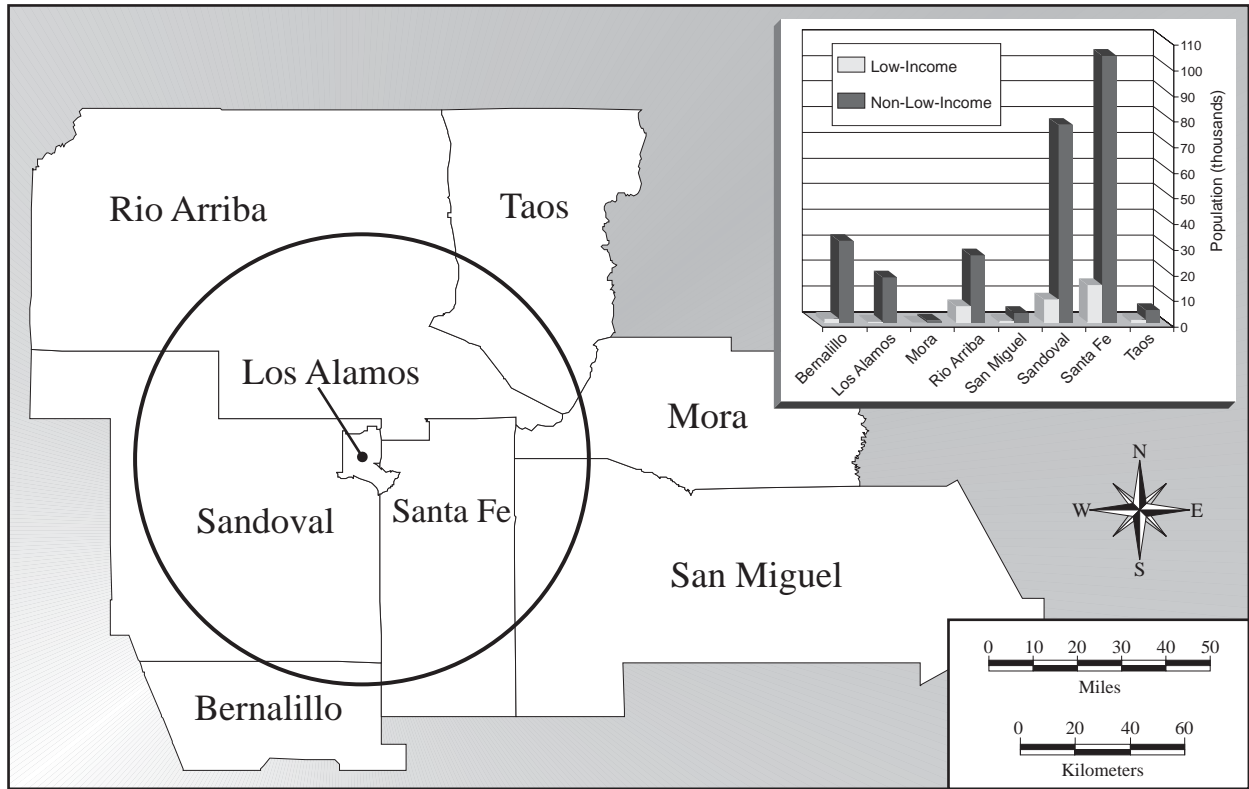 Low-Income
Non-Low-Income
110
100
90
80
70
60
50
40
30
20
10
0
Population (thousands)
Bernalillo
Los Alamos
Mora
Rio Arriba
San Miguel
Sandoval
Santa Fe
Taos
Rio Arriba
Taos
Los Alamos
Mora
Sandoval
Santa Fe
San Miguel
Bernalillo
N
W E
S
0 10 20 30 40 50
Miles
0 20 40 60
Kilometers